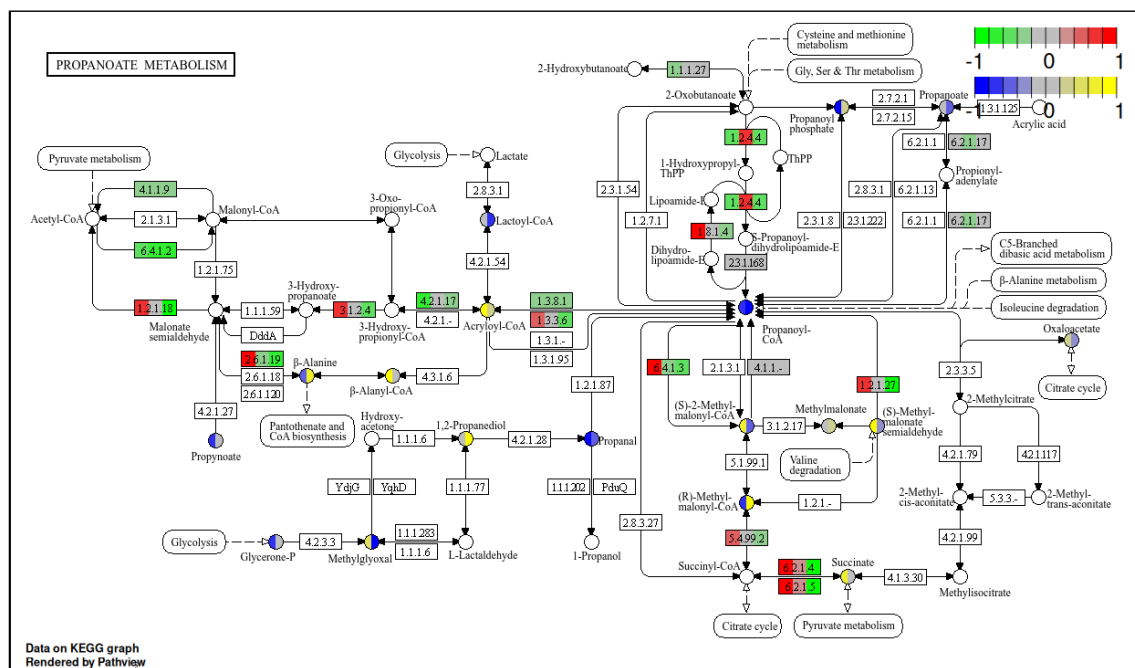 PROPANOATE METABOLISM
-1 0 1
-1 0 1
Cysteine and methionine
metabolism
2-Hydroxybutanoate
1.1.1.27
Gly, Ser & Thr metabolism
2-Oxobutanoate
2.7.2.1
2.7.2.15
Propanoyl
phosphate
Propanoate
1.3.1.125
Acrylic acid
Pyruvate metabolism
Glycolysis
Lactate
1.2.4.4
6.2.1.1
6.2.1.17
ThPP
1-Hydroxypropyl-
ThPP
Propionyl-
adenylate
4.1.1.9
Acetyl-CoA
2.1.3.1
Malonyl-CoA
6.4.1.2
3-Oxo-
propionyl-CoA
2.8.3.1
Lactoyl-CoA
2.3.1.54
1.2.7.1
Lipoamide-E
1.2.4.4
2.8.3.1
6.2.1.13
2.3.1.8
2.3.1.222
6.2.1.1
6.2.1.17
1.8.1.4
S-Propanoyl-
dihydrolipoamide-E
Dihydro-
lipoamide-E
2.3.1.168
C5-Branched
dibasic acid metabolism
β-Alanine metabolism
Isoleucine degradation
1.2.1.75
4.2.1.54
3-Hydroxy-
propanoate
1.2.1.18
Malonate
semialdehyde
1.1.1.59
DddA
3.1.2.4
3-Hydroxy-
propionyl-CoA
4.2.1.17
4.2.1.-
Acryloyl-CoA
1.3.8.1
1.3.3.6
1.3.1.-
1.3.1.95
Propanoyl-
CoA
Oxaloacetate
2.6.1.19
2.6.1.18
2.6.1.120
β-Alanine
β-Alanyl-CoA
4.3.1.6
1.2.1.87
6.4.1.3
2.1.3.1
4.1.1.-
1.2.1.27
2.3.3.5
Citrate cycle
4.2.1.27
Propynoate
Pantothenate and
CoA biosynthesis
Hydroxy-
acetone
1.1.1.6
1,2-Propanediol
4.2.1.28
Propanal
(S)-2-Methyl-
malonyl-CoA
3.1.2.17
Methylmalonate
(S)-Methyl-
malonate
semialdehyde
2-Methylcitrate
Valine
degradation
5.1.99.1
4.2.1.79
4.2.1.117
YdjG
YqhD
1.1.1.77
1.1.1.202
PduQ
2.8.3.27
(R)-Methyl-
malonyl-CoA
1.2.1.-
2-Methyl-
cis-aconitate
5.3.3.-
2-Methyl-
trans-aconitate
Glycolysis
Glycerone-P
4.2.3.3
Methylglyoxal
1.1.1.283
1.1.1.6
L-Lactaldehyde
1-Propanol
5.4.99.2
4.2.1.99
Succinyl-CoA
6.2.1.4
6.2.1.5
Succinate
4.1.3.30
Methylisocitrate
Citrate cycle
Pyruvate metabolism
Data on KEGG graph
Rendered by Pathview